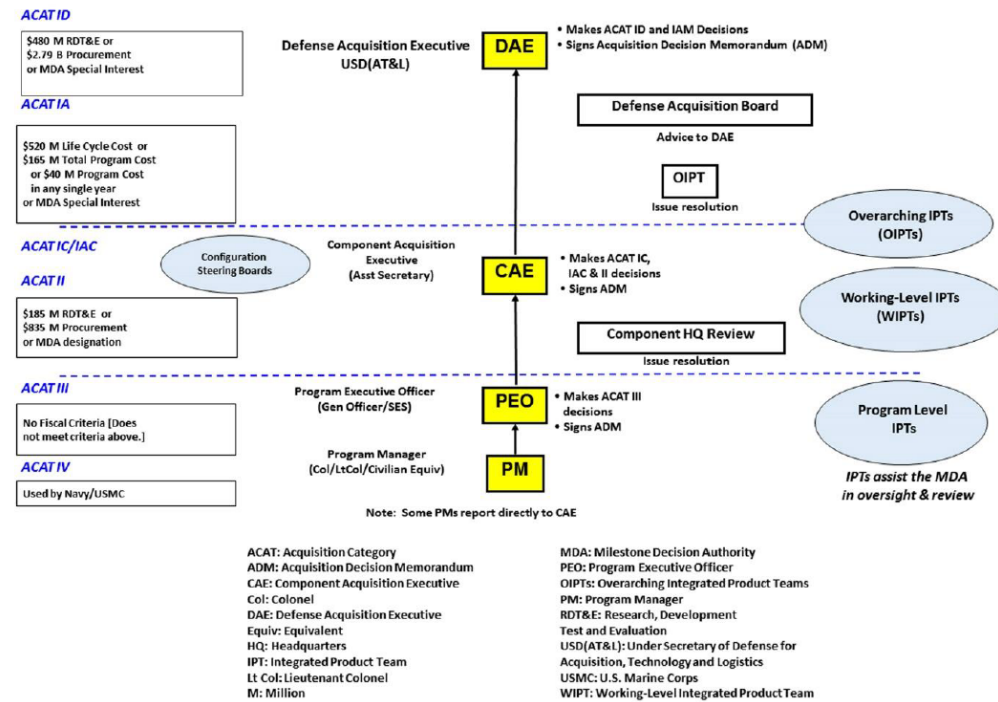 ACAT ID
$480 M RDT&E or
$2.79 B Procurement
or MDA Special Interest
Defense Acquisition Executive
USD(AT&L)
DAE
• Makes ACAT ID and IAM Decisions
• Signs Acquisition Decision Memorandum (ADM)
ACAT IA
$520 M Life Cycle Cost or
$165 M Total Program Cost
or $40 M Program Cost
in any single year
or MDA Special Interest
Defense Acquisition Board
Advice to DAE
OIPT
Issue resolution
Overarching IPTs
(OIPTs)
ACAT IC/IAC
Configuration
Steering Boards
Component Acquisition
Executive
(Asst Secretary)
CAE
• Makes ACAT IC,
IAC & II decisions
• Signs ADM
ACAT II
$185 M RDT&E or
$835 M Procurement
or MDA designation
Working-Level IPTs
(WIPTs)
Component HQ Review
Issue resolution
ACAT III
No Fiscal Criteria [Does
not meet criteria above.]
Program Executive Officer
(Gen Officer/SES)
PEO
• Makes ACAT III
decisions
• Signs ADM
Program Level
IPTs
ACAT IV
Used by Navy/USMC
Program Manager
(Col/LtCol/Civilian Equiv)
PM
IPTs assist the MDA
in oversight & review
Note: Some PMs report directly to CAE
ACAT: Acquisition Category
ADM: Acquisition Decision Memorandum
CAE: Component Acquisition Executive
Col: Colonel
DAE: Defense Acquisition Executive
Equiv: Equivalent
HQ: Headquarters
IPT: Integrated Product Team
Lt Col: Lieutenant Colonel
M: Million
MDA: Milestone Decision Authority
PEO: Program Executive Officer
OIPTs: Overarching Integrated Product Teams
PM: Program Manager
RDT&E: Research, Development
Test and Evaluation
USD(AT&L): Under Secretary of Defense for
Acquisition, Technology and Logistics
USMC: U.S. Marine Corps
WIPT: Working-Level Integrated Product Team